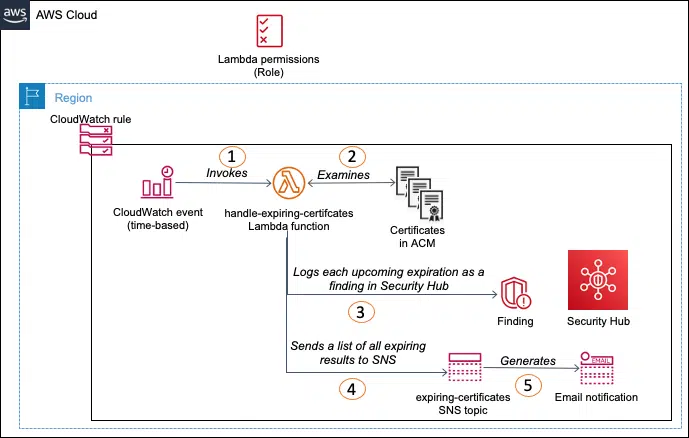 aws
AWS Cloud
Lambda permissions
(Role)
Region
CloudWatch rule
1
Invokes
2
Examines
CloudWatch event
(time-based)
handle-expiring-certifcates
Lambda function
Certificates
in ACM
Logs each upcoming expiration as a
finding in Security Hub
3
Finding
Security Hub
Sends a list of all expiring
results to SNS
4
Generates
5
EMAIL
expiring-certificates
SNS topic
Email notification